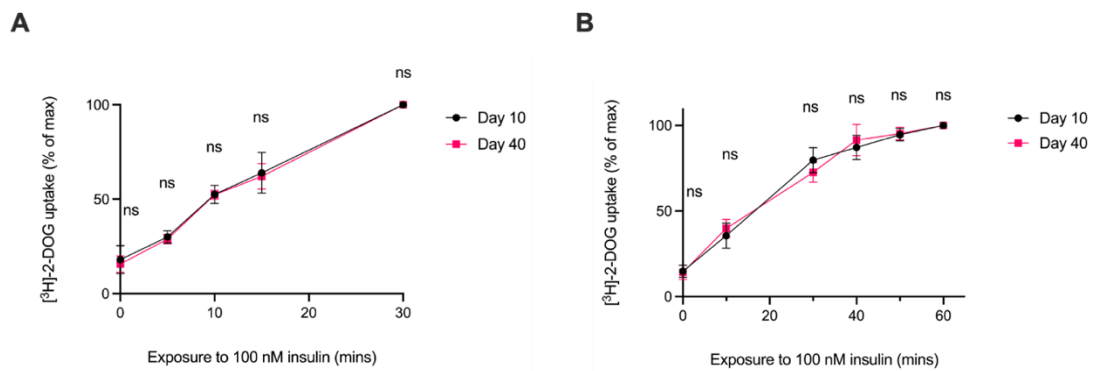 A
[³H]-2-DOG uptake (% of max)
100
50
0
0
10
20
30
ns
ns
ns
ns
ns
Day 10
Day 40
Exposure to 100 nM insulin (mins)
B
[³H]-2-DOG uptake (% of max)
100
50
0
0
20
40
60
ns
ns
ns
ns
ns
ns
Day 10
Day 40
Exposure to 100 nM insulin (mins)